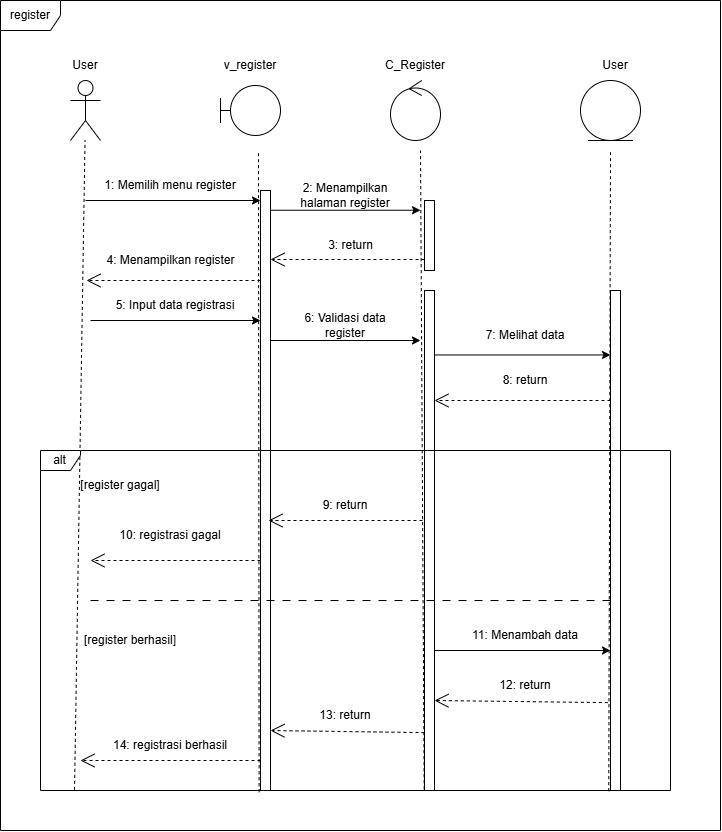 register
User
v_register
C_Register
User
1: Memilih menu register
2: Menampilkan
halaman register
3: return
4: Menampilkan register
5: Input data registrasi
6: Validasi data
register
7: Melihat data
8: return
alt
[register gagal]
9: return
10: registrasi gagal
[register berhasil]
11: Menambah data
12: return
13: return
14: registrasi berhasil